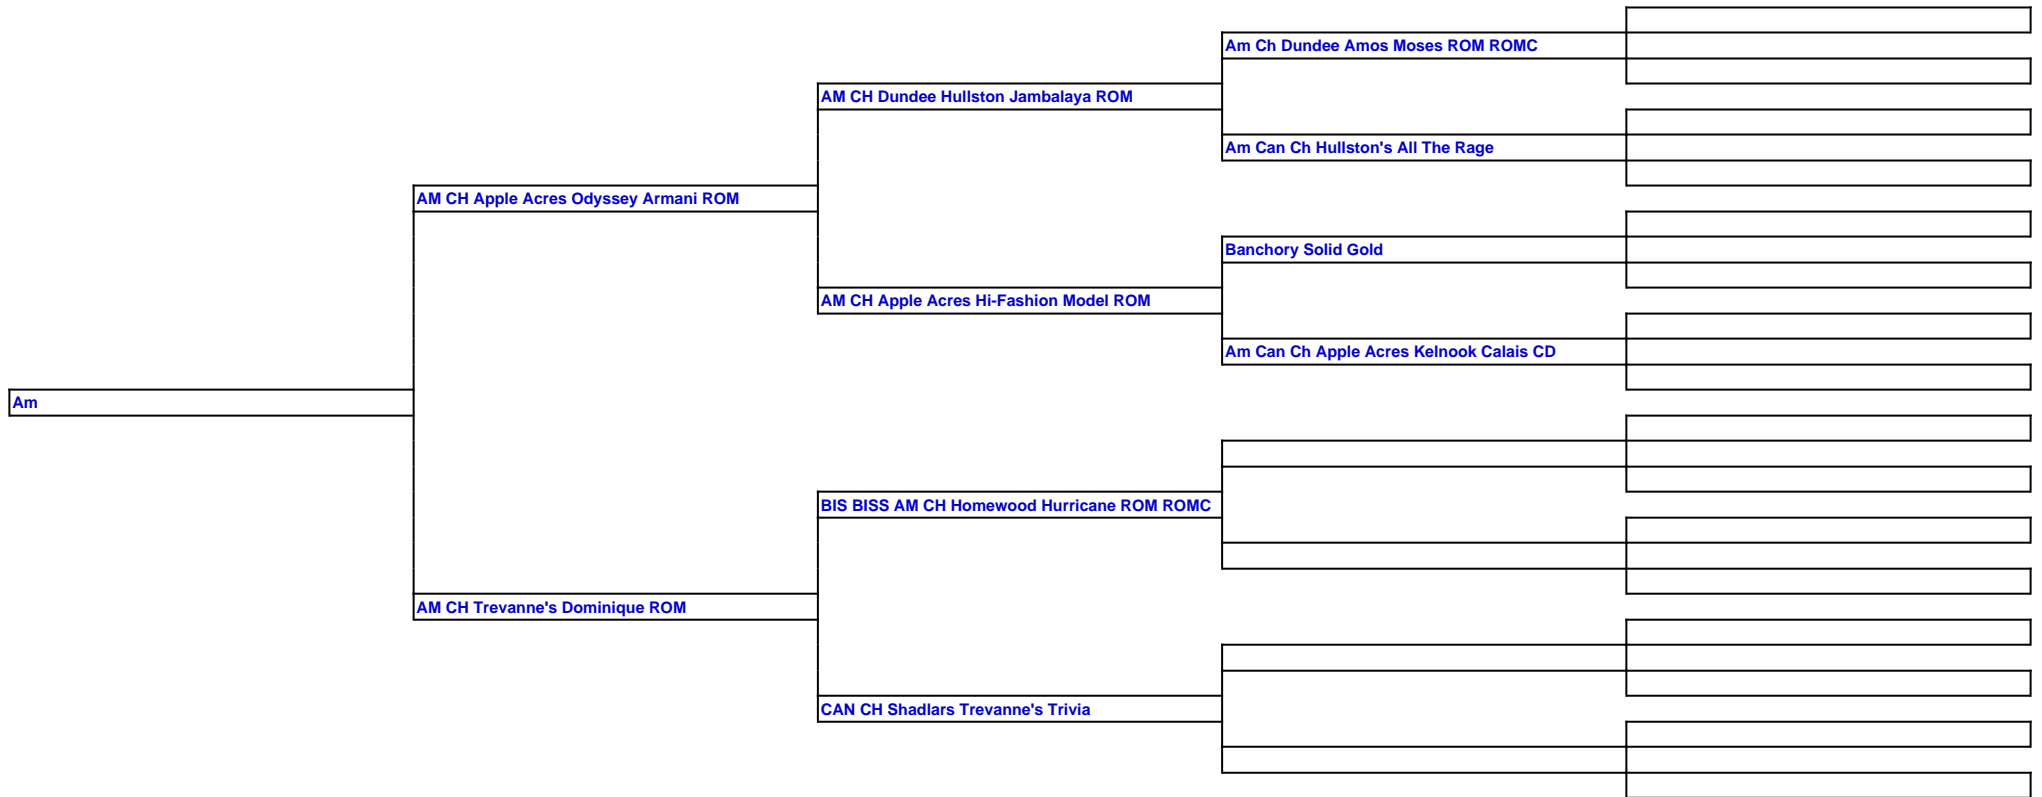 Am Ch Dundee Amos Moses ROM ROMC
AM CH Dundee Hullston Jambalaya ROM
Am Can Ch Hullston's All The Rage
AM CH Apple Acres Odyssey Armani ROM
Banchory Solid Gold
AM CH Apple Acres Hi-Fashion Model ROM
Am Can Ch Apple Acres Kelnook Calais CD
Am
BIS BISS AM CH Homewood Hurricane ROM ROMC
AM CH Trevanne's Dominique ROM
CAN CH Shadlars Trevanne's Trivia